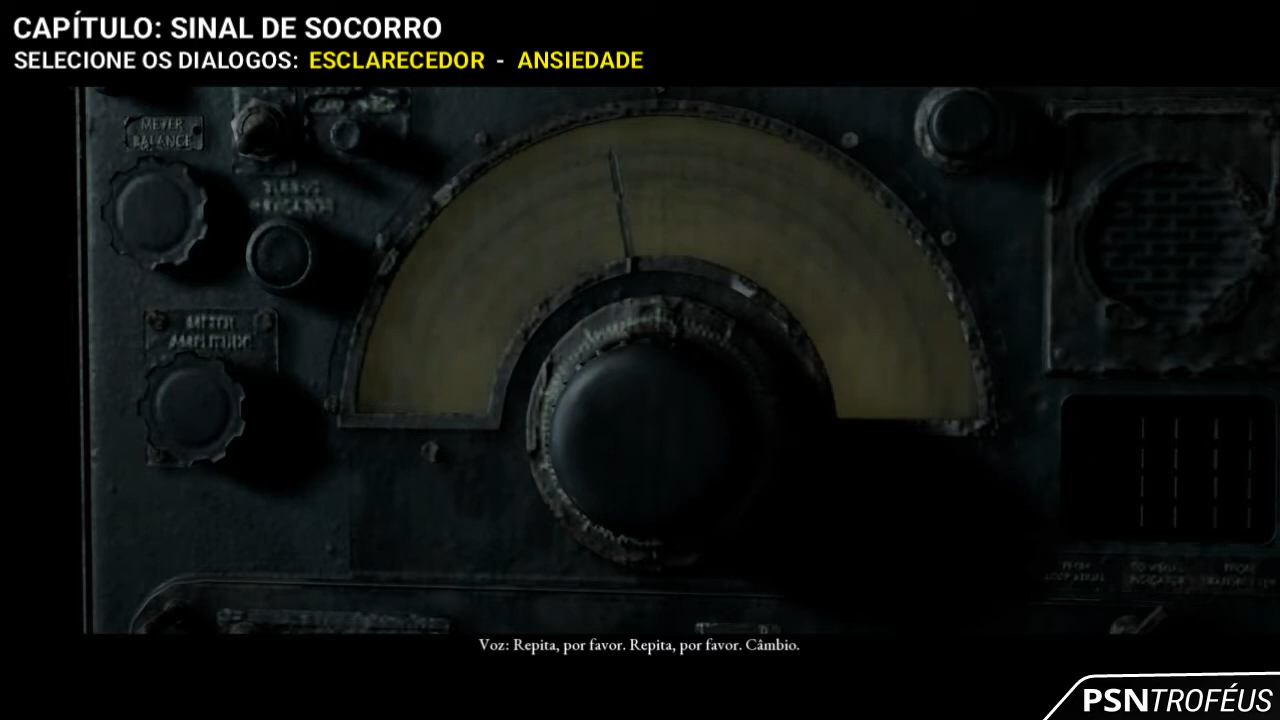 CAPÍTULO: SINAL DE SOCORRO
SELECIONE OS DIALOGOS: ESCLARECEDOR - ANSIEDADE
METER
BALANCE
AMPLITUDE
Voz: Repita, por favor. Repita, por favor. Câmbio.
PSNTROFÉUS